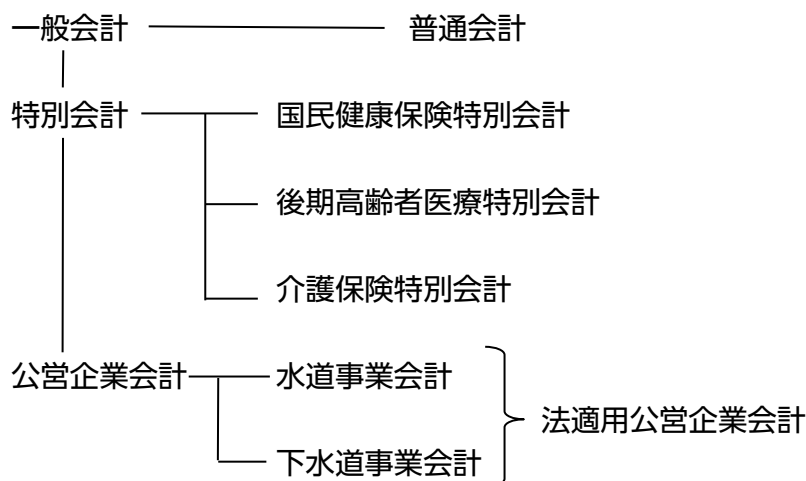 一般会計 普通会計
特別会計 国民健康保険特別会計
後期高齢者医療特別会計
介護保険特別会計
公営企業会計 水道事業会計
法適用公営企業会計
下水道事業会計